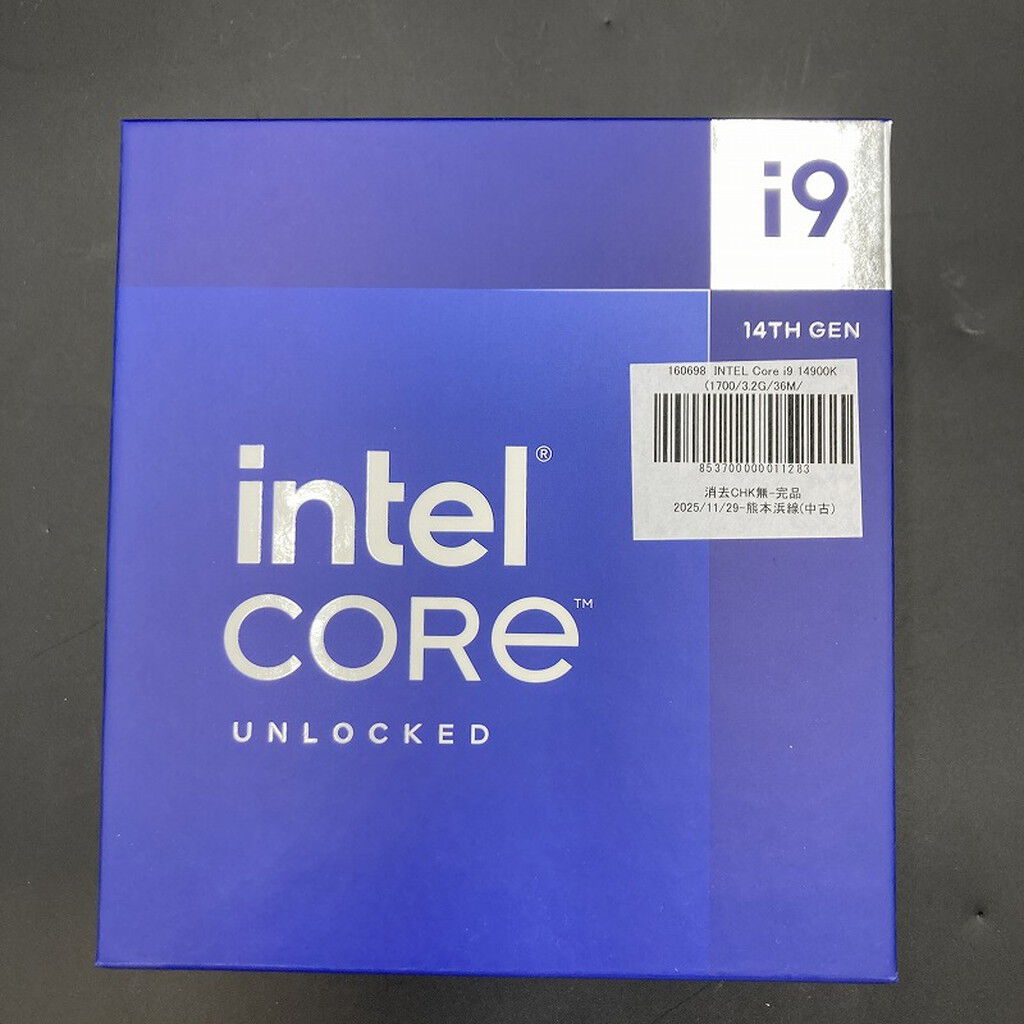 i9
14TH GEN
160698 INTEL Core i9 14900K
(1700/3.2G/36M/
853700000011283
消去CHK無-完品
2025/11/29-熊本浜線(中古)
intel®
CORe™
UNLOCKED